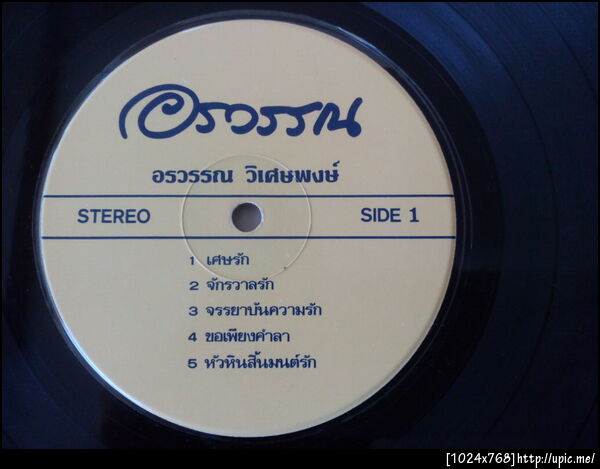 อรวรรณ
อรวรรณ วิเศษพงษ์
STEREO SIDE 1
1 เศษรัก
2 จักรวาลรัก
3 จรรยาบันความรัก
4 ขอเพียงคำลา
5 หัวหินสิ้นมนต์รัก
[1024x768]http://upic.me/